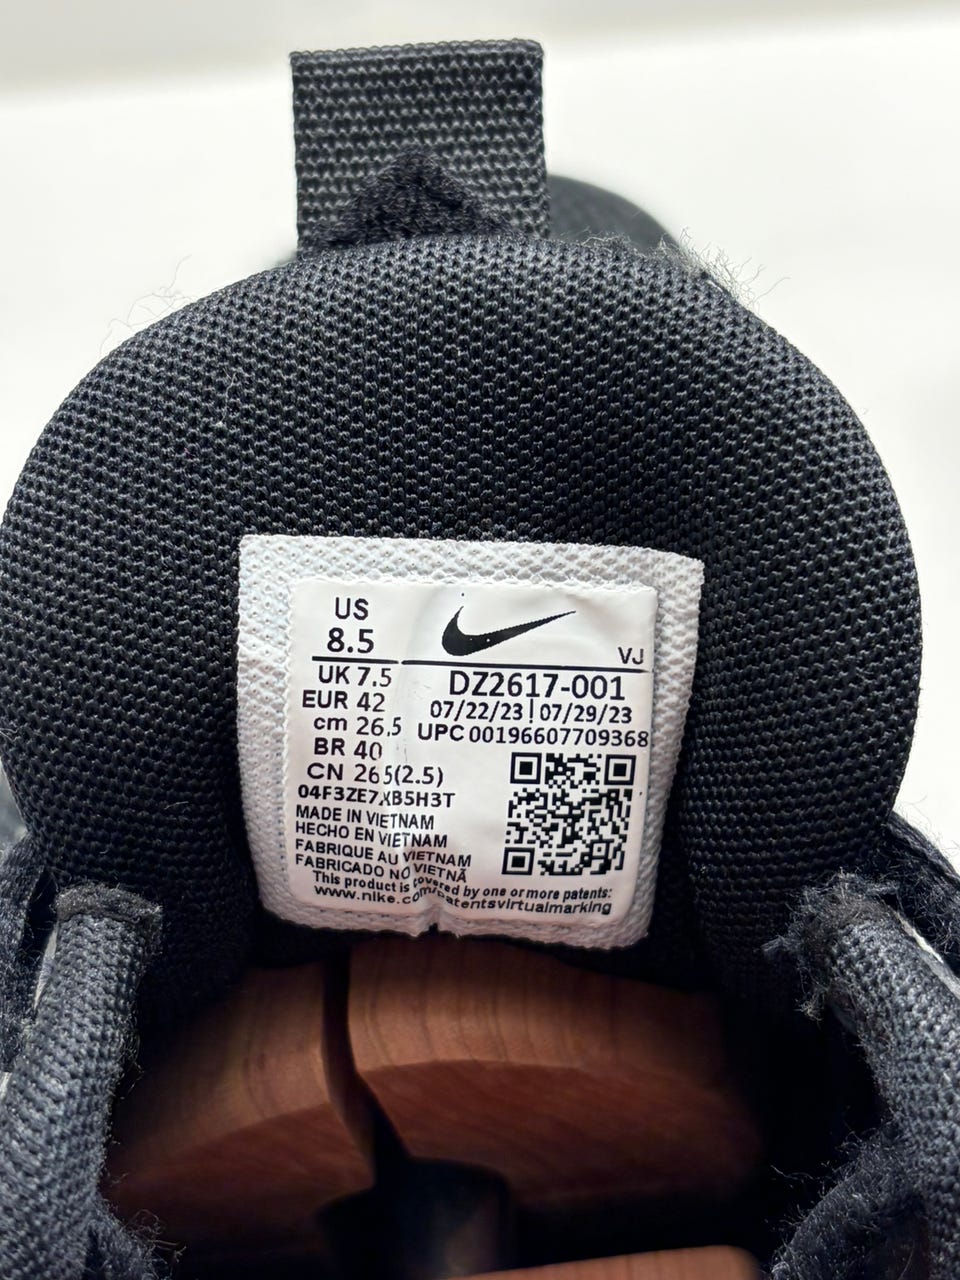 US
8.5
VJ
UK 7.5
EUR 42
cm 26.5
BR 40
CN 265(2.5)
04F3ZE7XB5H3T
DZ2617-001
07/22/23 | 07/29/23
UPC 00196607709368
MADE IN VIETNAM
HECHO EN VIETNAM
FABRIQUE AU VIETNAM
FABRICADO NO VIETNÃ
This product is covered by one or more patents:
www.nike.com/patentsvirtualmarking